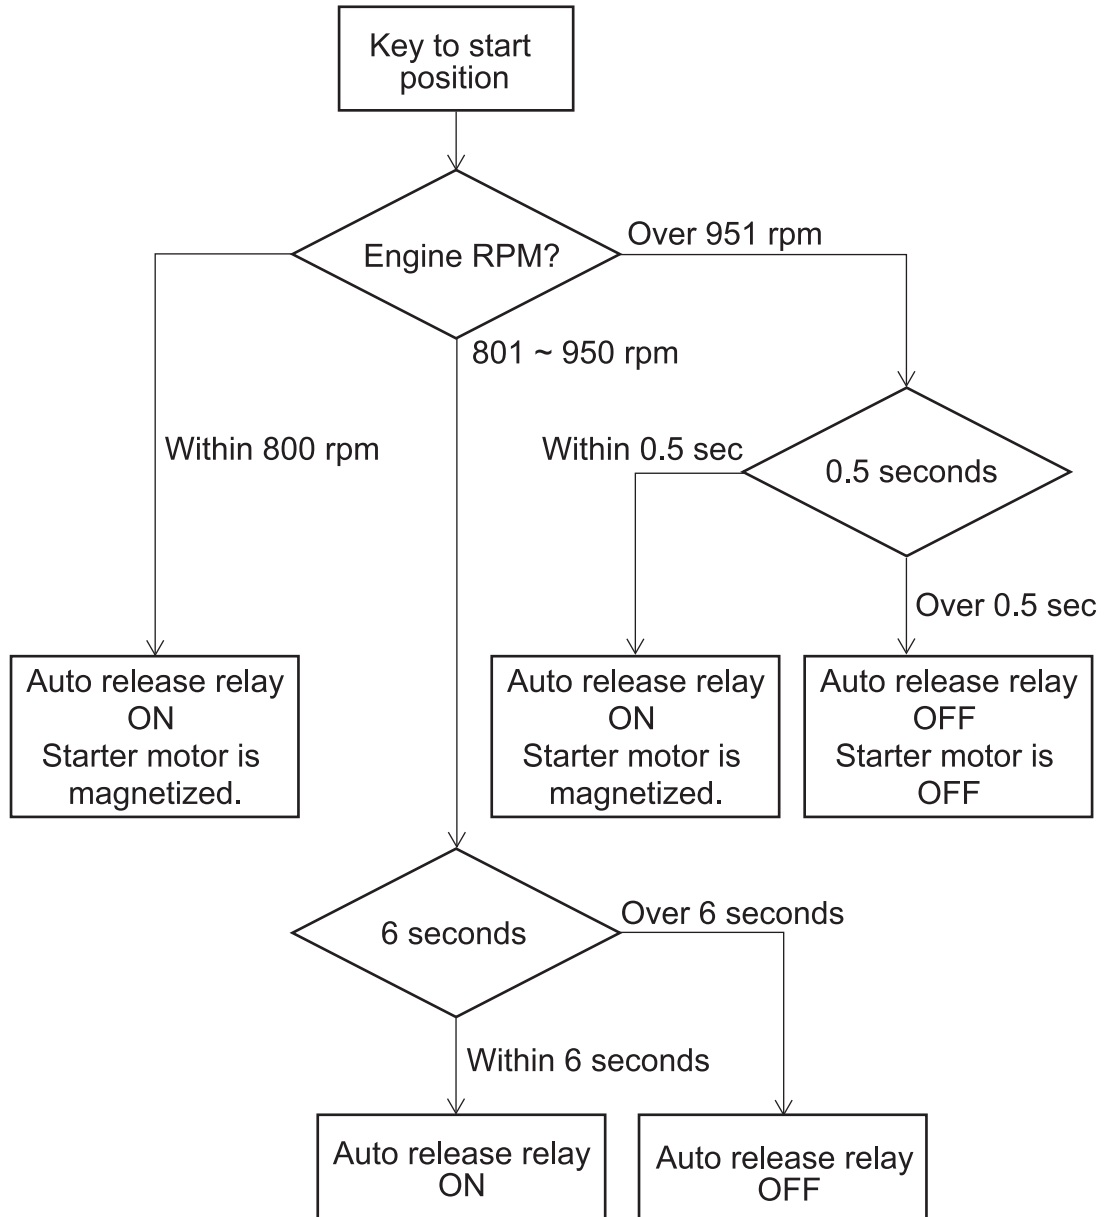 Key to start
position
Engine RPM?
Over 951 rpm
801 ~ 950 rpm
Within 800 rpm
Within 0.5 sec
0.5 seconds
Over 0.5 sec
Auto release relay
ON
Starter motor is
magnetized.
Auto release relay
ON
Starter motor is
magnetized.
Auto release relay
OFF
Starter motor is
OFF
6 seconds
Over 6 seconds
Within 6 seconds
Auto release relay
ON
Auto release relay
OFF